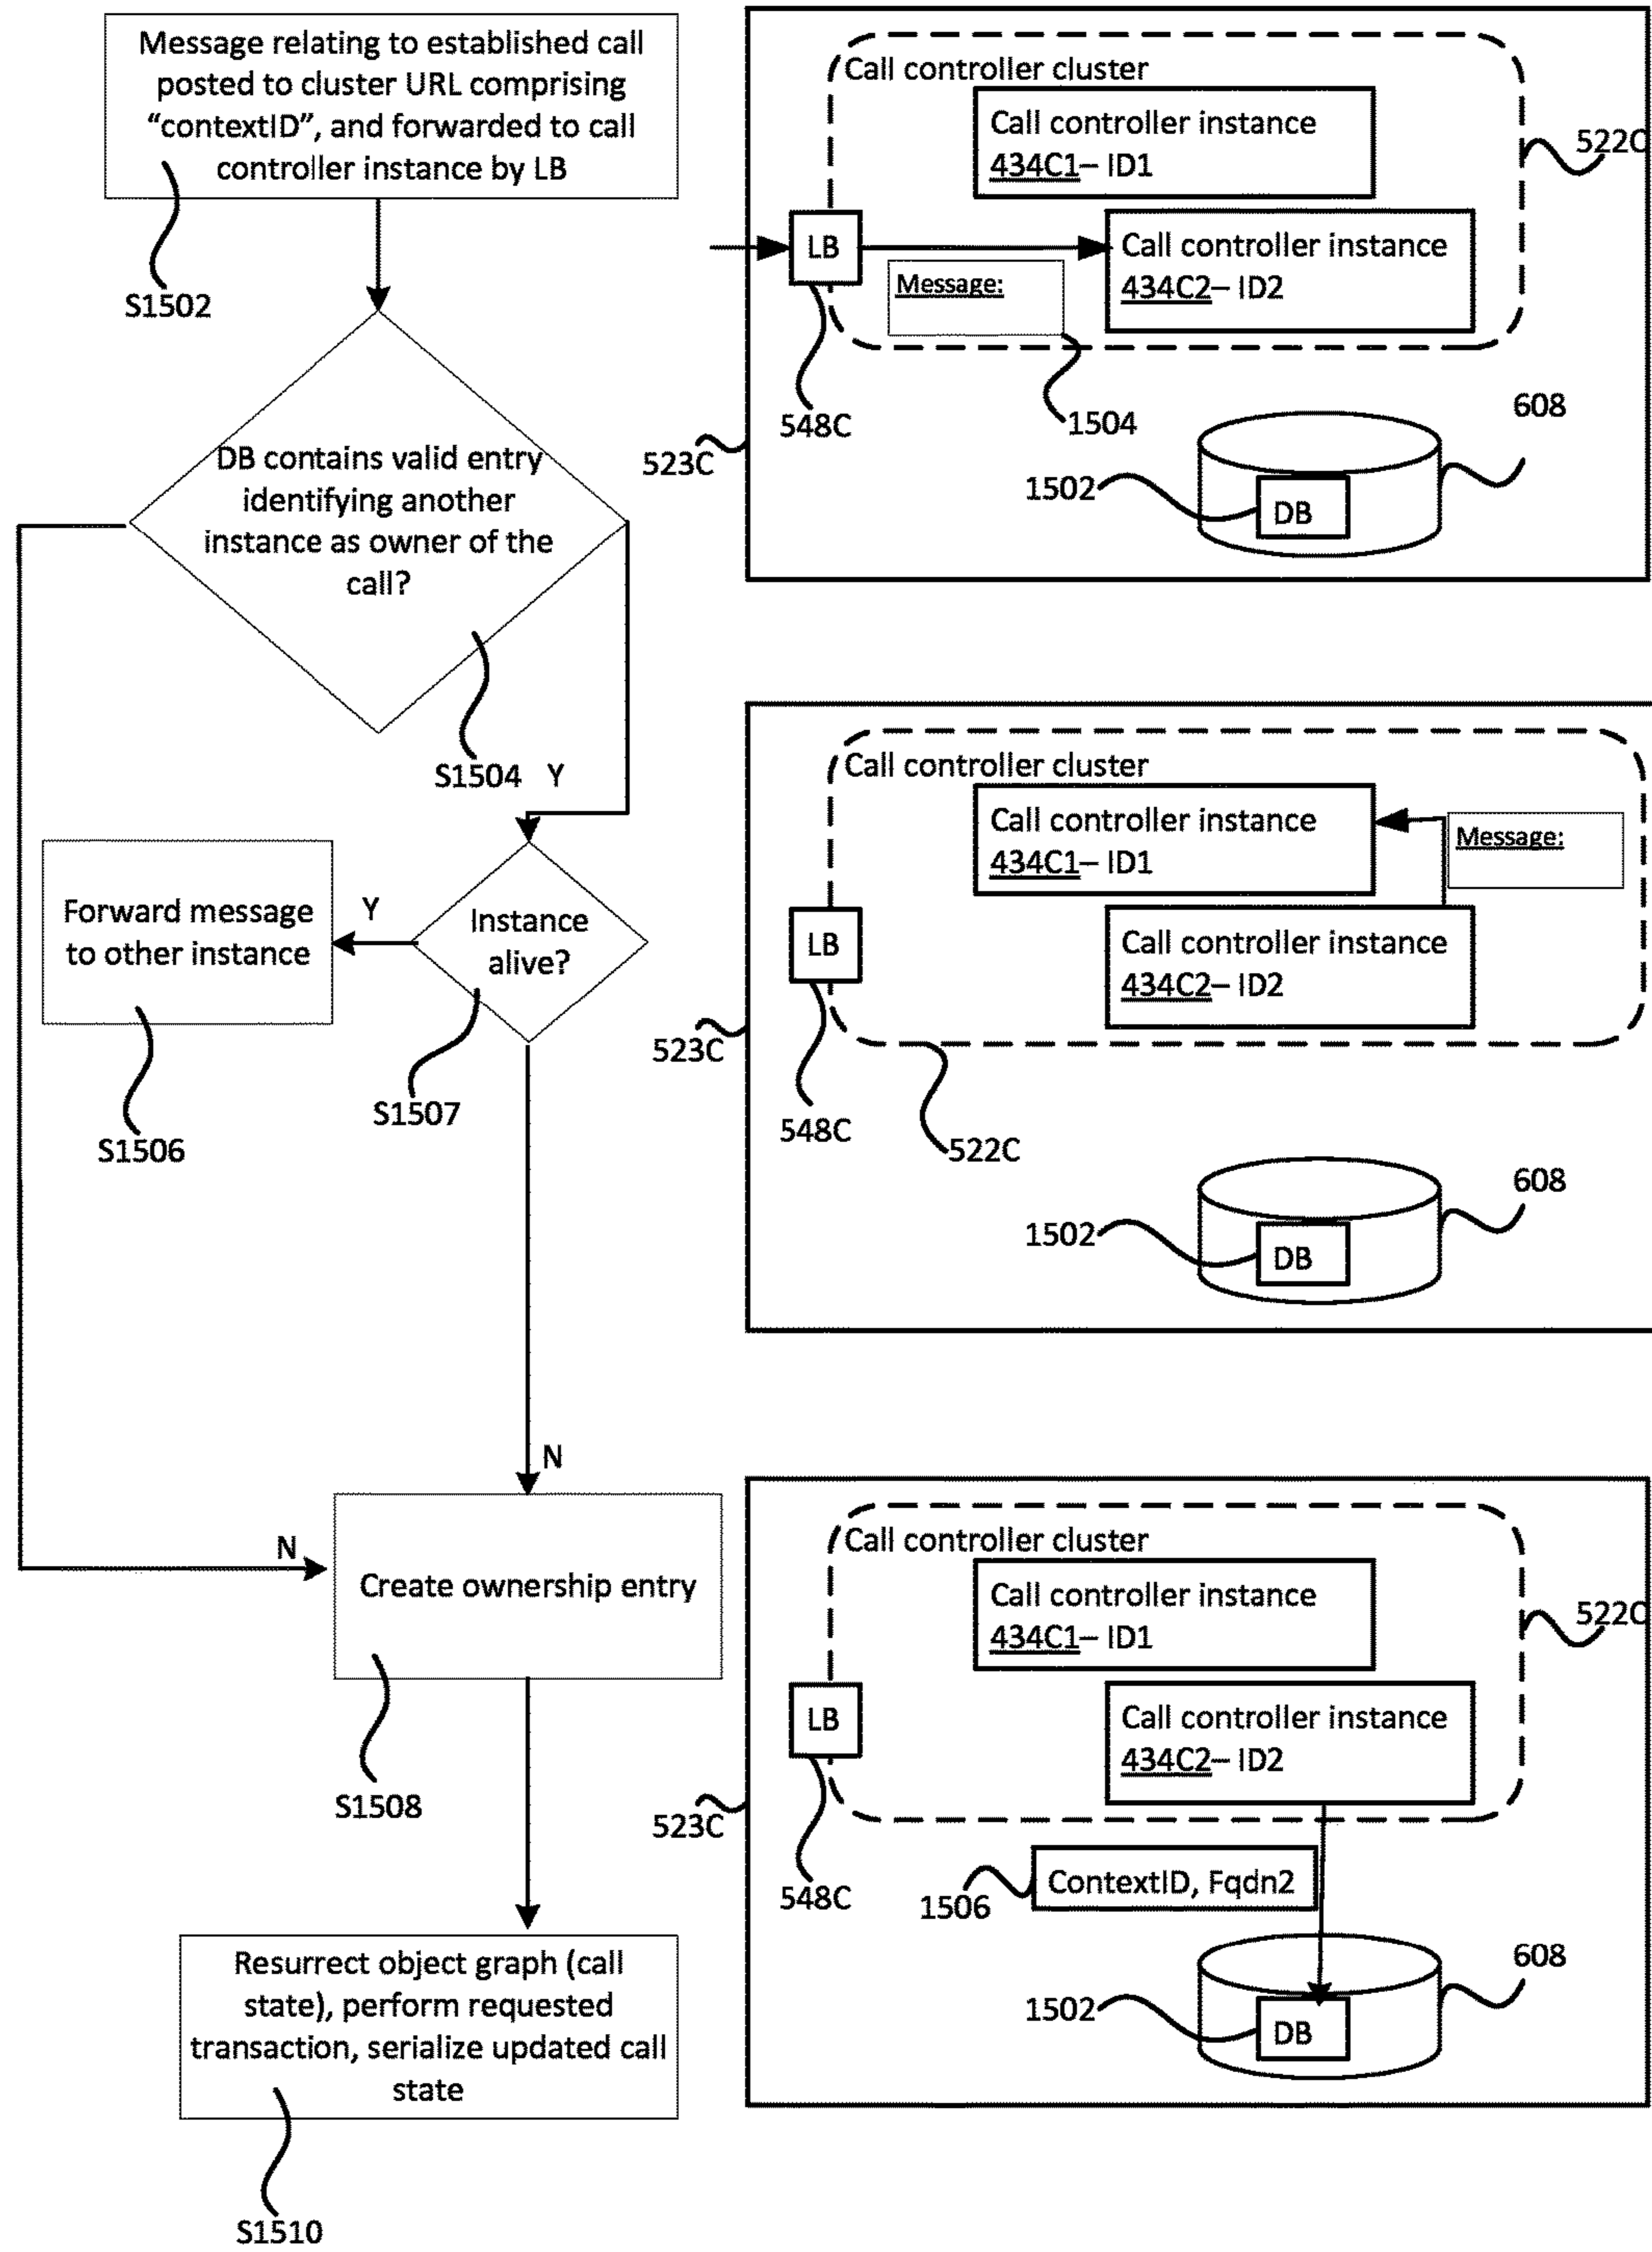 Message relating to established call
posted to cluster URL comprising
“contextID”, and forwarded to call
controller instance by LB
S1502
DB contains valid entry
identifying another
instance as owner of the
call?
S1504
Y
Instance
alive?
S1507
Y
Forward message
to other instance
S1506
N
N
Create ownership entry
S1508
Resurrect object graph (call
state), perform requested
transaction, serialize updated call
state
S1510
Call controller cluster
Call controller instance
434C1– ID1
522C
LB
Call controller instance
434C2– ID2
Message:
548C
1504
608
523C
1502
DB
Call controller cluster
Call controller instance
434C1– ID1
Message:
LB
Call controller instance
434C2– ID2
523C
548C
522C
608
1502
DB
Call controller cluster
Call controller instance
434C1– ID1
522C
LB
Call controller instance
434C2– ID2
523C
548C
1506
ContextID, Fqdn2
608
1502
DB